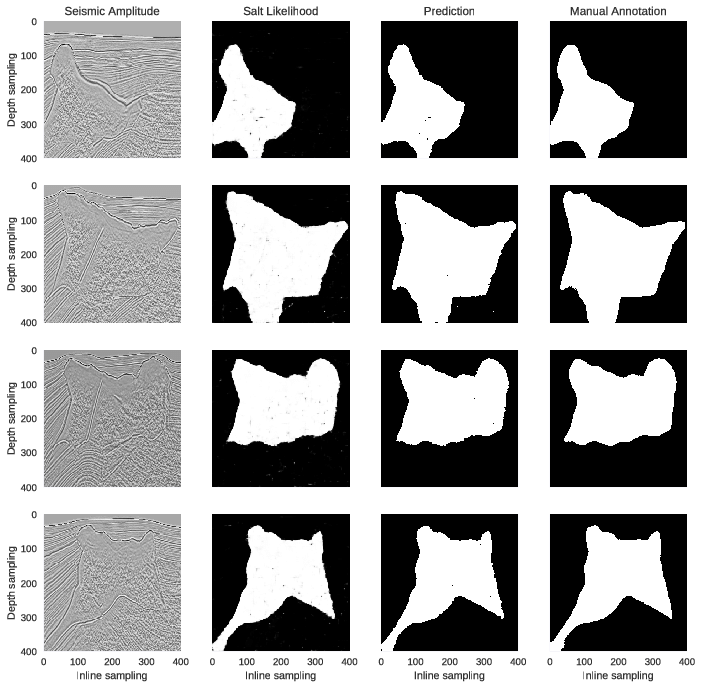 Seismic Amplitude Salt Likelihood Prediction Manual Annotation
0
100
200
300
400
Depth sampling
0
100
200
300
400
Depth sampling
0
100
200
300
400
Depth sampling
0
100
200
300
400
Depth sampling
0 100 200 300 400 0 100 200 300 400 0 100 200 300 400 0 100 200 300 400
Inline sampling Inline sampling Inline sampling Inline sampling